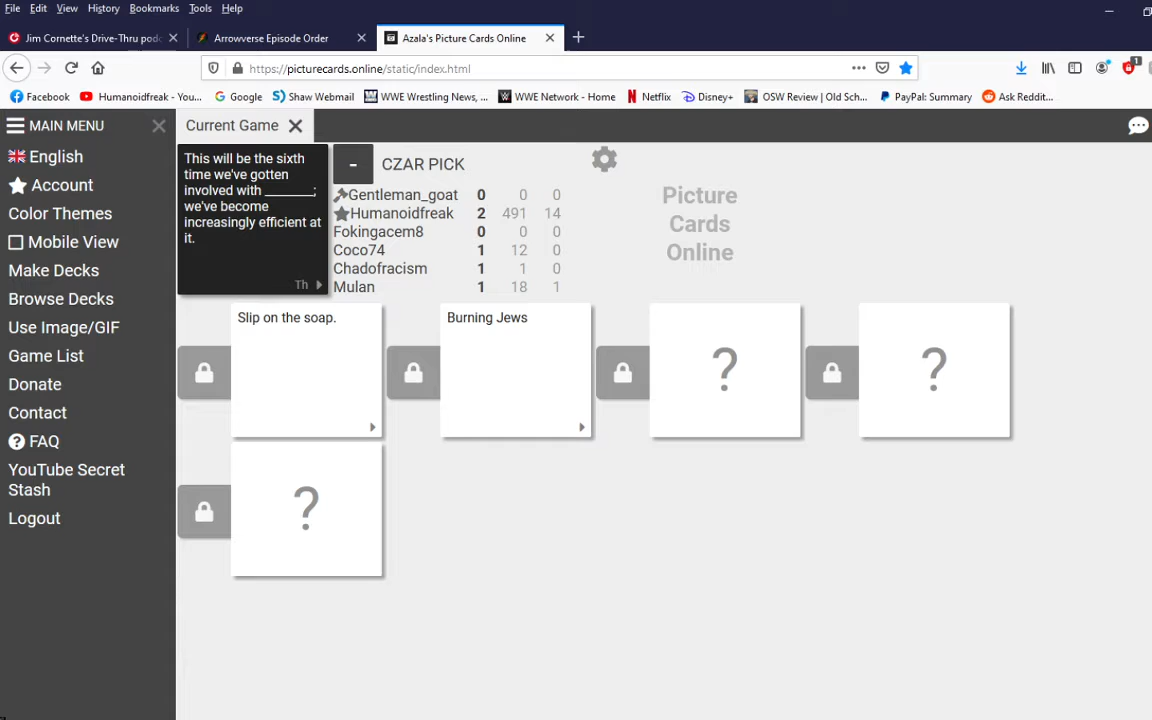 File Edit View History Bookmarks Tools Help
Jim Cornette's Drive-Thru pod
Arrowverse Episode Order
Azala's Picture Cards Online
https://picturecards.online/static/index.html
1
Facebook
Humanoidfreak - You...
Google
Shaw Webmail
WWE Wrestling News, ...
WWE Network - Home
Netflix
Disney+
OSW Review | Old Sch...
PayPal: Summary
Ask Reddit...
MAIN MENU
English
Account
Color Themes
Mobile View
Make Decks
Browse Decks
Use Image/GIF
Game List
Donate
Contact
FAQ
YouTube Secret
Stash
Logout
Current Game
This will be the sixth
time we've gotten
involved with ______;
we've become
increasingly efficient at
it.
Th
-
CZAR PICK
Gentleman_goat 0 0 0
Humanoidfreak 2 491 14
Fokingacem8 0 0 0
Coco74 1 12 0
Chadofracism 1 1 0
Mulan 1 18 1
Picture
Cards
Online
Slip on the soap.
Burning Jews
?
?
?